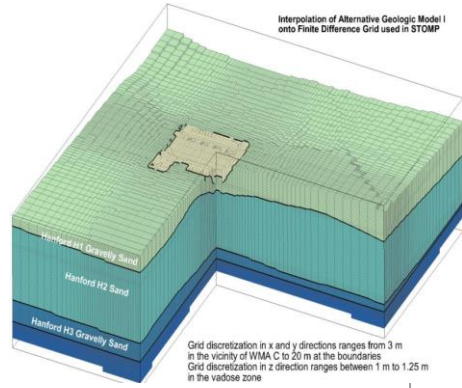 Interpolation of Alternative Geologic Model I
onto Finite Difference Grid used in STOMP
Hanford H1 Gravelly Sand
Hanford H2 Sand
Hanford H3 Gravelly Sand
Grid discretization in x and y directions ranges from 3 m
in the vicinity of WMA C to 20 m at the boundaries
Grid discretization in z direction ranges between 1 m to 1.25 m
in the vadose zone